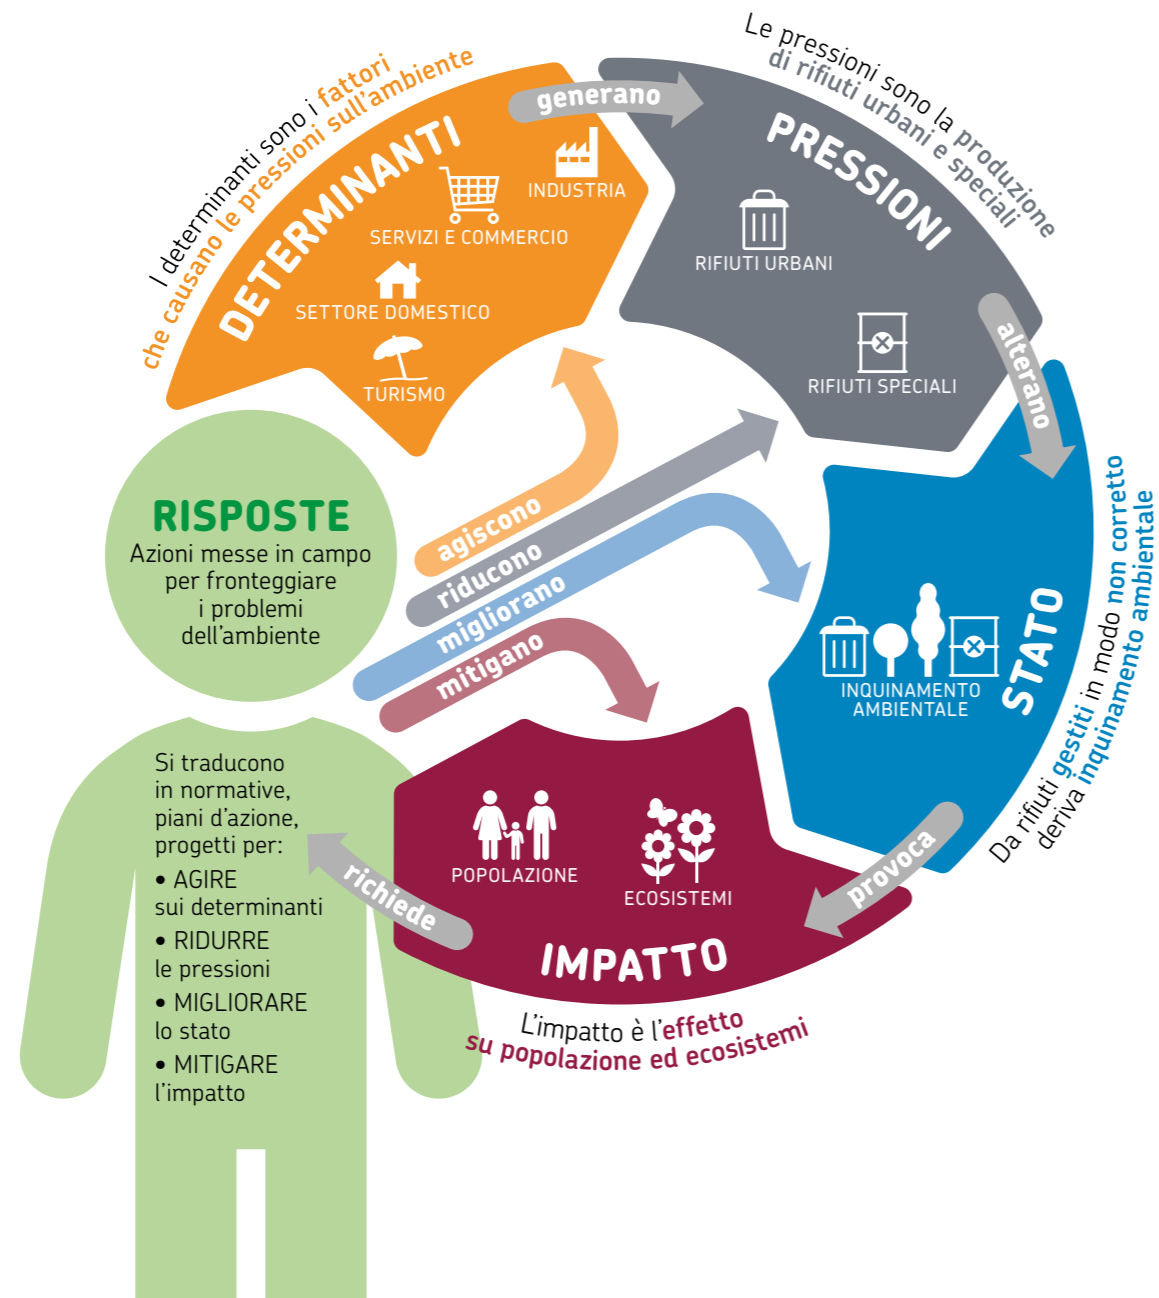 I determinanti sono i fattori
che causano le pressioni sull'ambiente
DETERMINANTI
INDUSTRIA
SERVIZI E COMMERCIO
SETTORE DOMESTICO
TURISMO
generano
Le pressioni sono la produzione
di rifiuti urbani e speciali
PRESSIONI
RIFIUTI URBANI
RIFIUTI SPECIALI
alterano
STATO
INQUINAMENTO
AMBIENTALE
Da rifiuti gestiti in modo non corretto
deriva inquinamento ambientale
provoca
IMPATTO
POPOLAZIONE
ECOSISTEMI
L'impatto è l'effetto
su popolazione ed ecosistemi
richiede
RISPOSTE
Azioni messe in campo
per fronteggiare
i problemi
dell'ambiente
agiscono
riducono
migliorano
mitigano
Si traducono
in normative,
piani d'azione,
progetti per:
• AGIRE
sui determinanti
• RIDURRE
le pressioni
• MIGLIORARE
lo stato
• MITIGARE
l'impatto